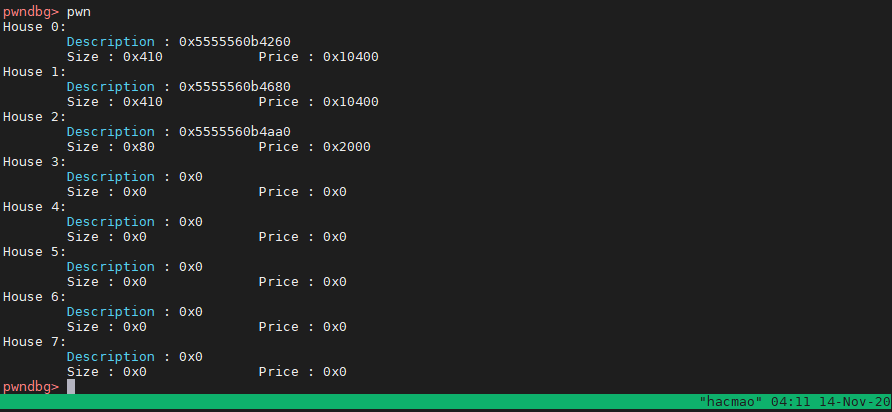 pwndbg> pwn
House 0:
Description : 0x5555560b4260
Size : 0x410 Price : 0x10400
House 1:
Description : 0x5555560b4680
Size : 0x410 Price : 0x10400
House 2:
Description : 0x5555560b4aa0
Size : 0x80 Price : 0x2000
House 3:
Description : 0x0
Size : 0x0 Price : 0x0
House 4:
Description : 0x0
Size : 0x0 Price : 0x0
House 5:
Description : 0x0
Size : 0x0 Price : 0x0
House 6:
Description : 0x0
Size : 0x0 Price : 0x0
House 7:
Description : 0x0
Size : 0x0 Price : 0x0
pwndbg>
"hacmao" 04:11 14-Nov-20